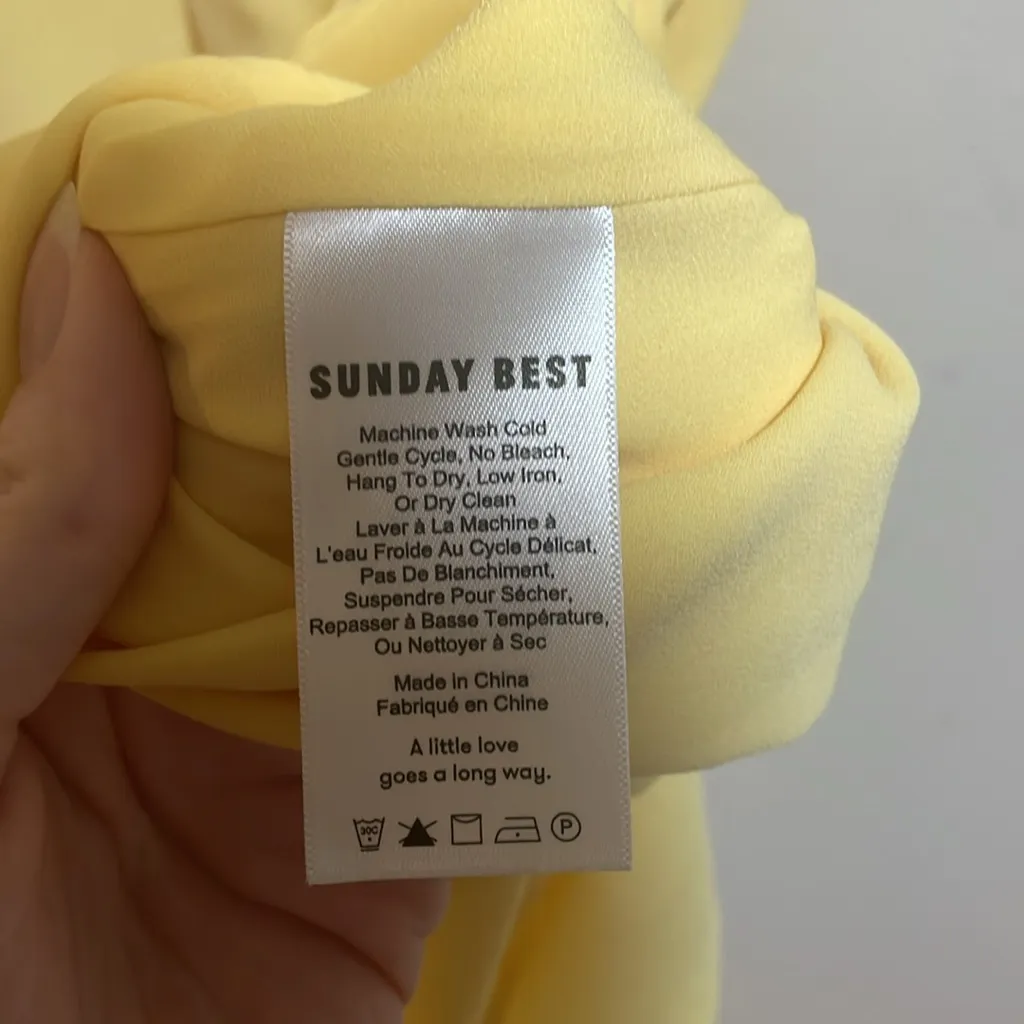 SUNDAY BEST
Machine Wash Cold
Gentle Cycle, No Bleach,
Hang To Dry, Low Iron,
Or Dry Clean
Laver à La Machine à
L'eau Froide Au Cycle Délicat,
Pas De Blanchiment,
Suspendre Pour Sécher,
Repasser à Basse Température,
Ou Nettoyer à Sec
Made in China
Fabriqué en Chine
A little love
goes a long way.
30C P